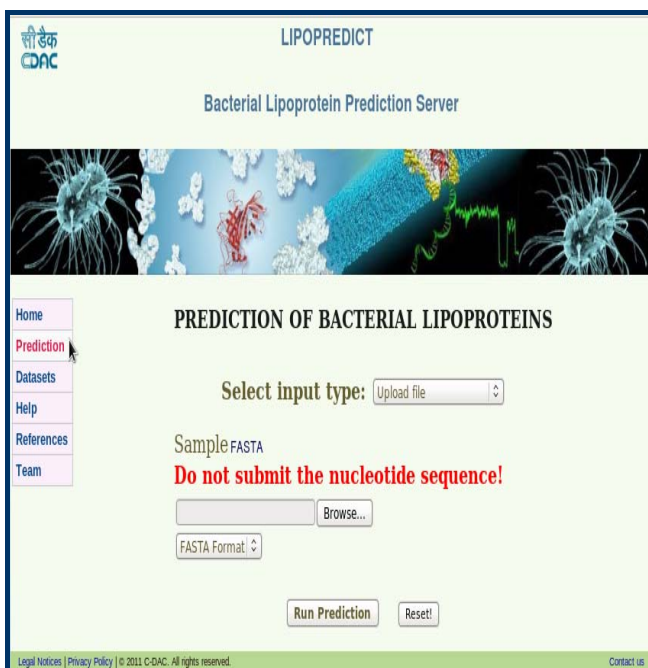 सी डैक
CDAC
LIPOPREDICT
Bacterial Lipoprotein Prediction Server
Home
Prediction
Datasets
Help
References
Team
PREDICTION OF BACTERIAL LIPOPROTEINS
Select input type: Upload file
Sample FASTA
Do not submit the nucleotide sequence!
Browse...
FASTA Format
Run Prediction Reset!
Legal Notices | Privacy Policy | © 2011 C-DAC. All rights reserved. Contact us